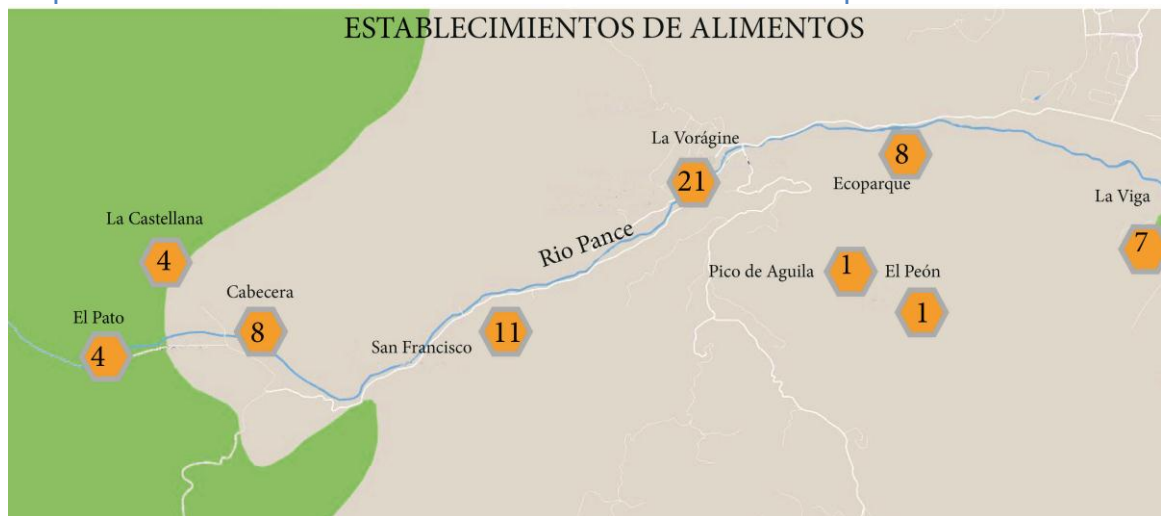 ESTABLECIMIENTOS DE ALIMENTOS
La Vorágine
21
8
Ecoparque
La Viga
7
La Castellana
4
Rio Pance
Pico de Aguila
1
El Peón
1
Cabecera
8
El Pato
4
San Francisco
11